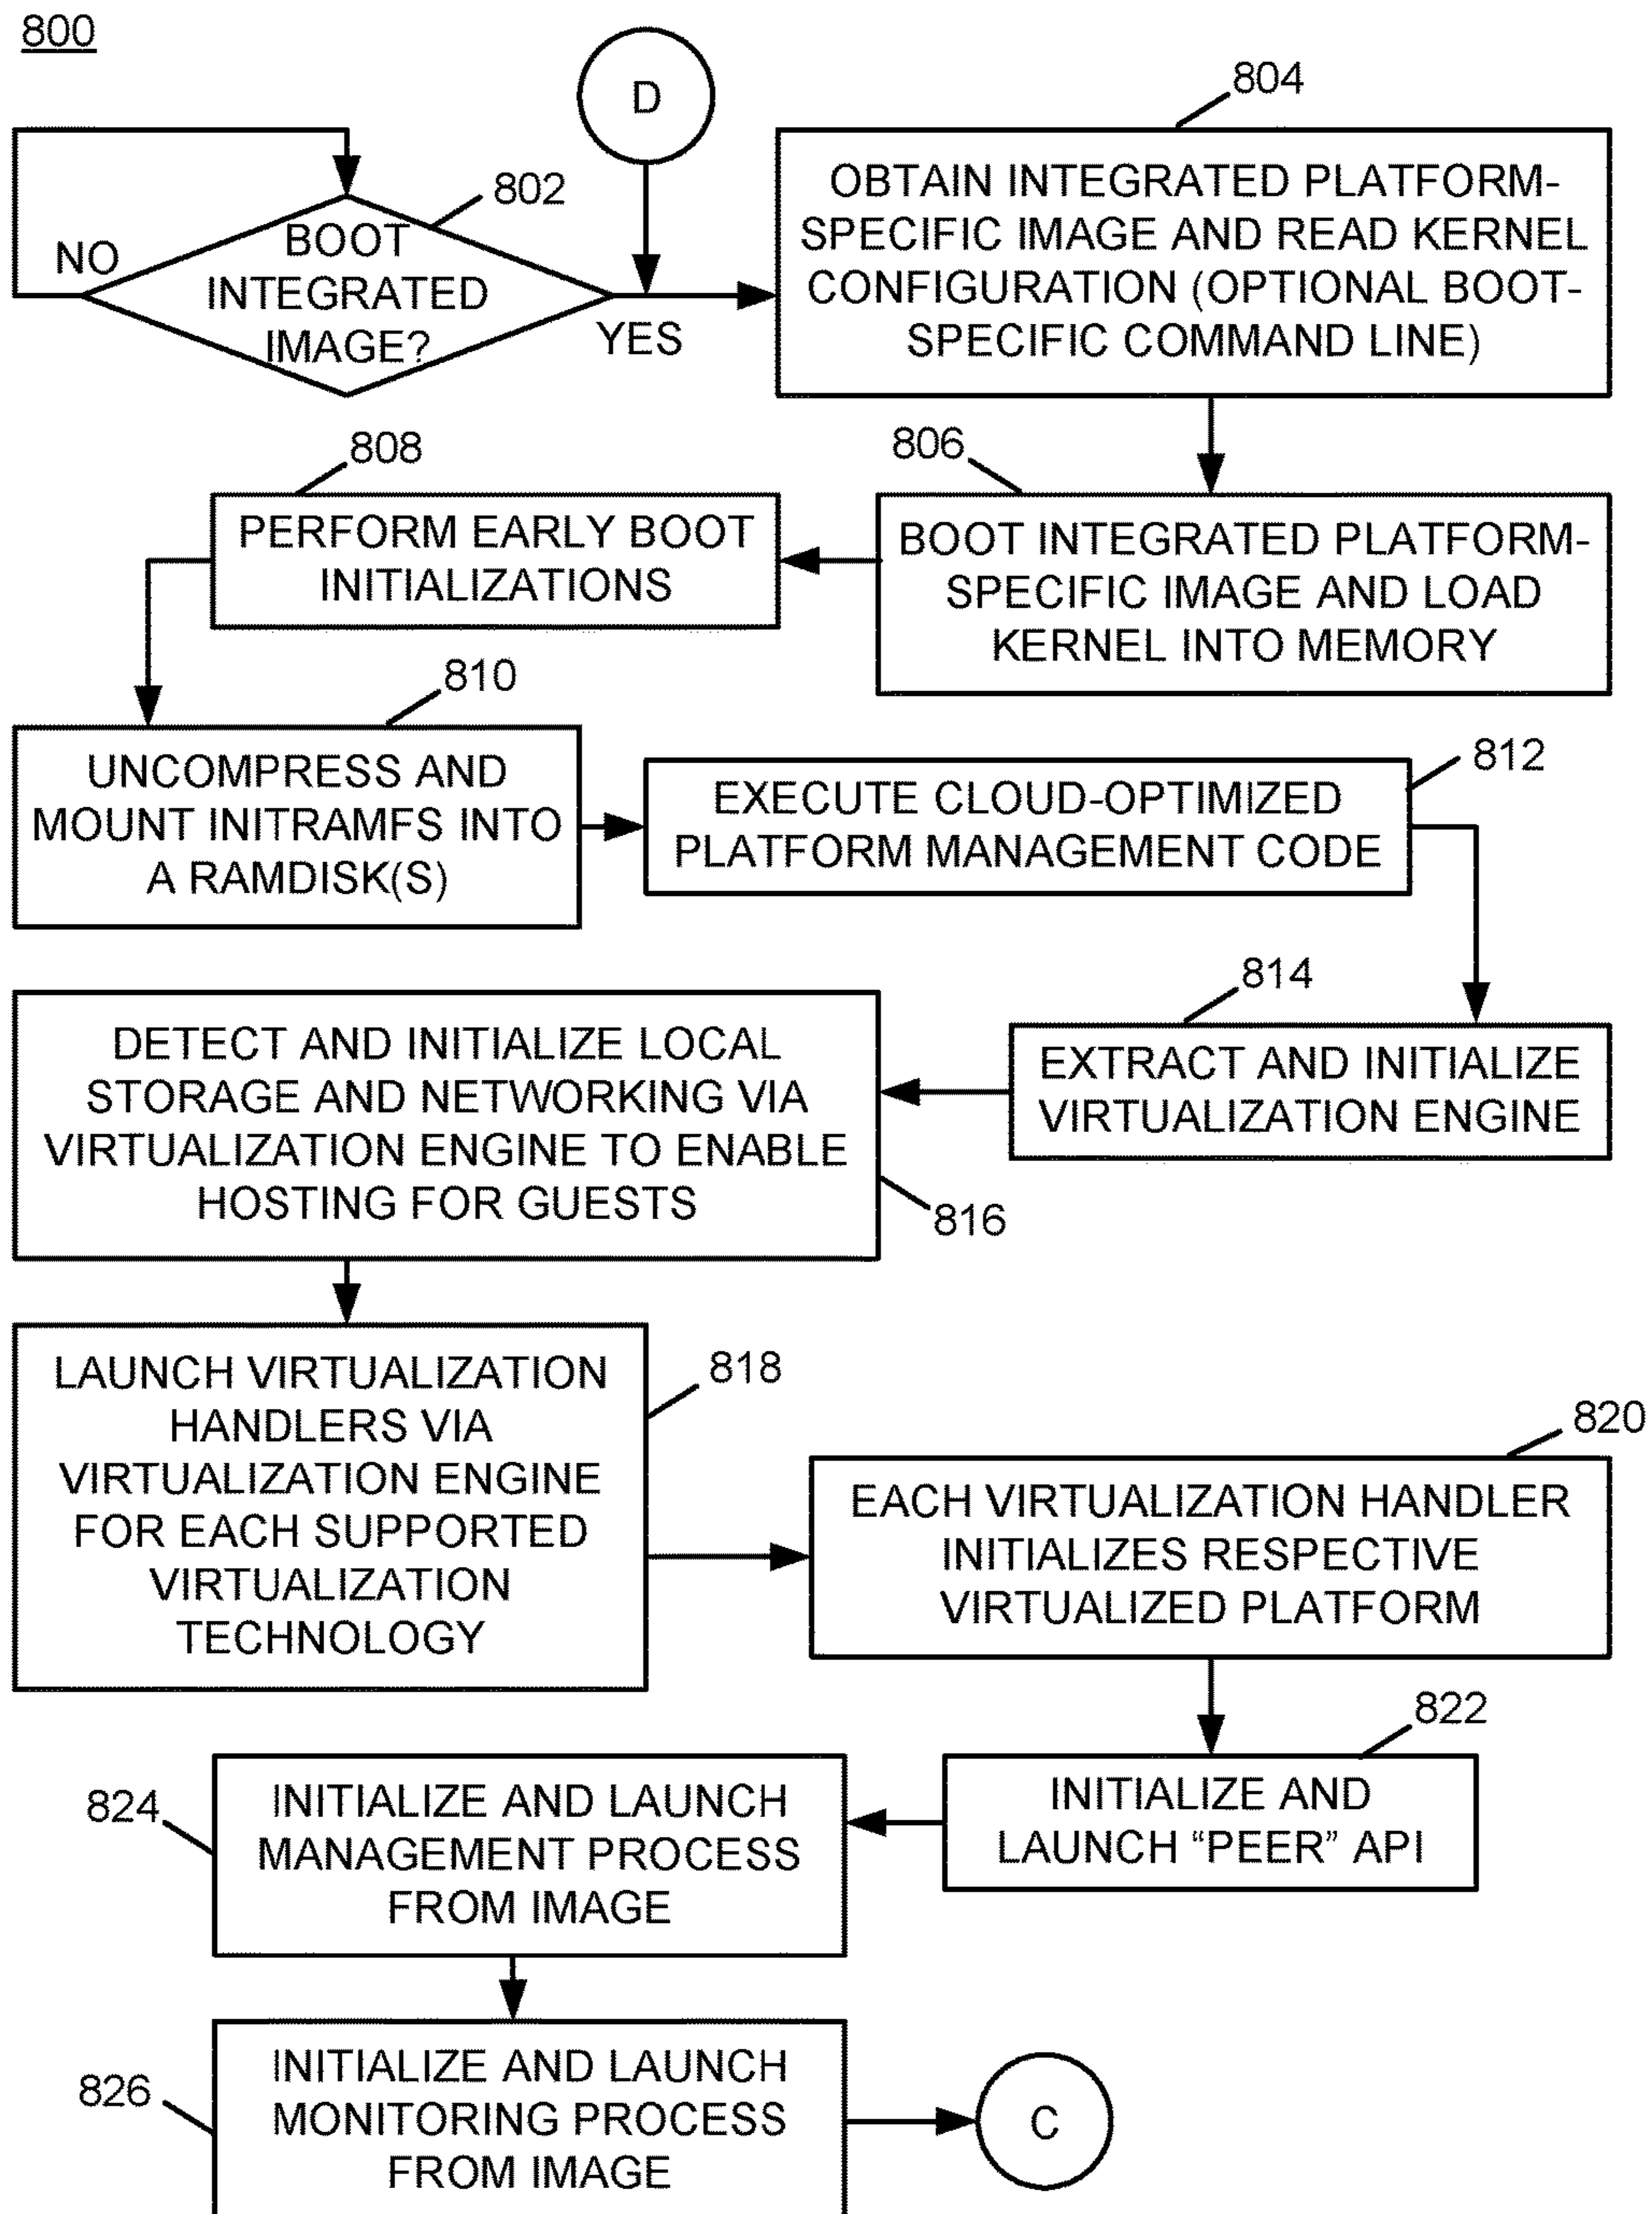 800
D
804
802
NO
BOOT
INTEGRATED
IMAGE?
YES
OBTAIN INTEGRATED PLATFORM-
SPECIFIC IMAGE AND READ KERNEL
CONFIGURATION (OPTIONAL BOOT-
SPECIFIC COMMAND LINE)
808
806
PERFORM EARLY BOOT
INITIALIZATIONS
BOOT INTEGRATED PLATFORM-
SPECIFIC IMAGE AND LOAD
KERNEL INTO MEMORY
810
812
UNCOMPRESS AND
MOUNT INITRAMFS INTO
A RAMDISK(S)
EXECUTE CLOUD-OPTIMIZED
PLATFORM MANAGEMENT CODE
814
EXTRACT AND INITIALIZE
VIRTUALIZATION ENGINE
DETECT AND INITIALIZE LOCAL
STORAGE AND NETWORKING VIA
VIRTUALIZATION ENGINE TO ENABLE
HOSTING FOR GUESTS
816
LAUNCH VIRTUALIZATION
HANDLERS VIA
VIRTUALIZATION ENGINE
FOR EACH SUPPORTED
VIRTUALIZATION
TECHNOLOGY
818
820
EACH VIRTUALIZATION HANDLER
INITIALIZES RESPECTIVE
VIRTUALIZED PLATFORM
822
INITIALIZE AND
LAUNCH “PEER” API
824
INITIALIZE AND LAUNCH
MANAGEMENT PROCESS
FROM IMAGE
826
INITIALIZE AND LAUNCH
MONITORING PROCESS
FROM IMAGE
C